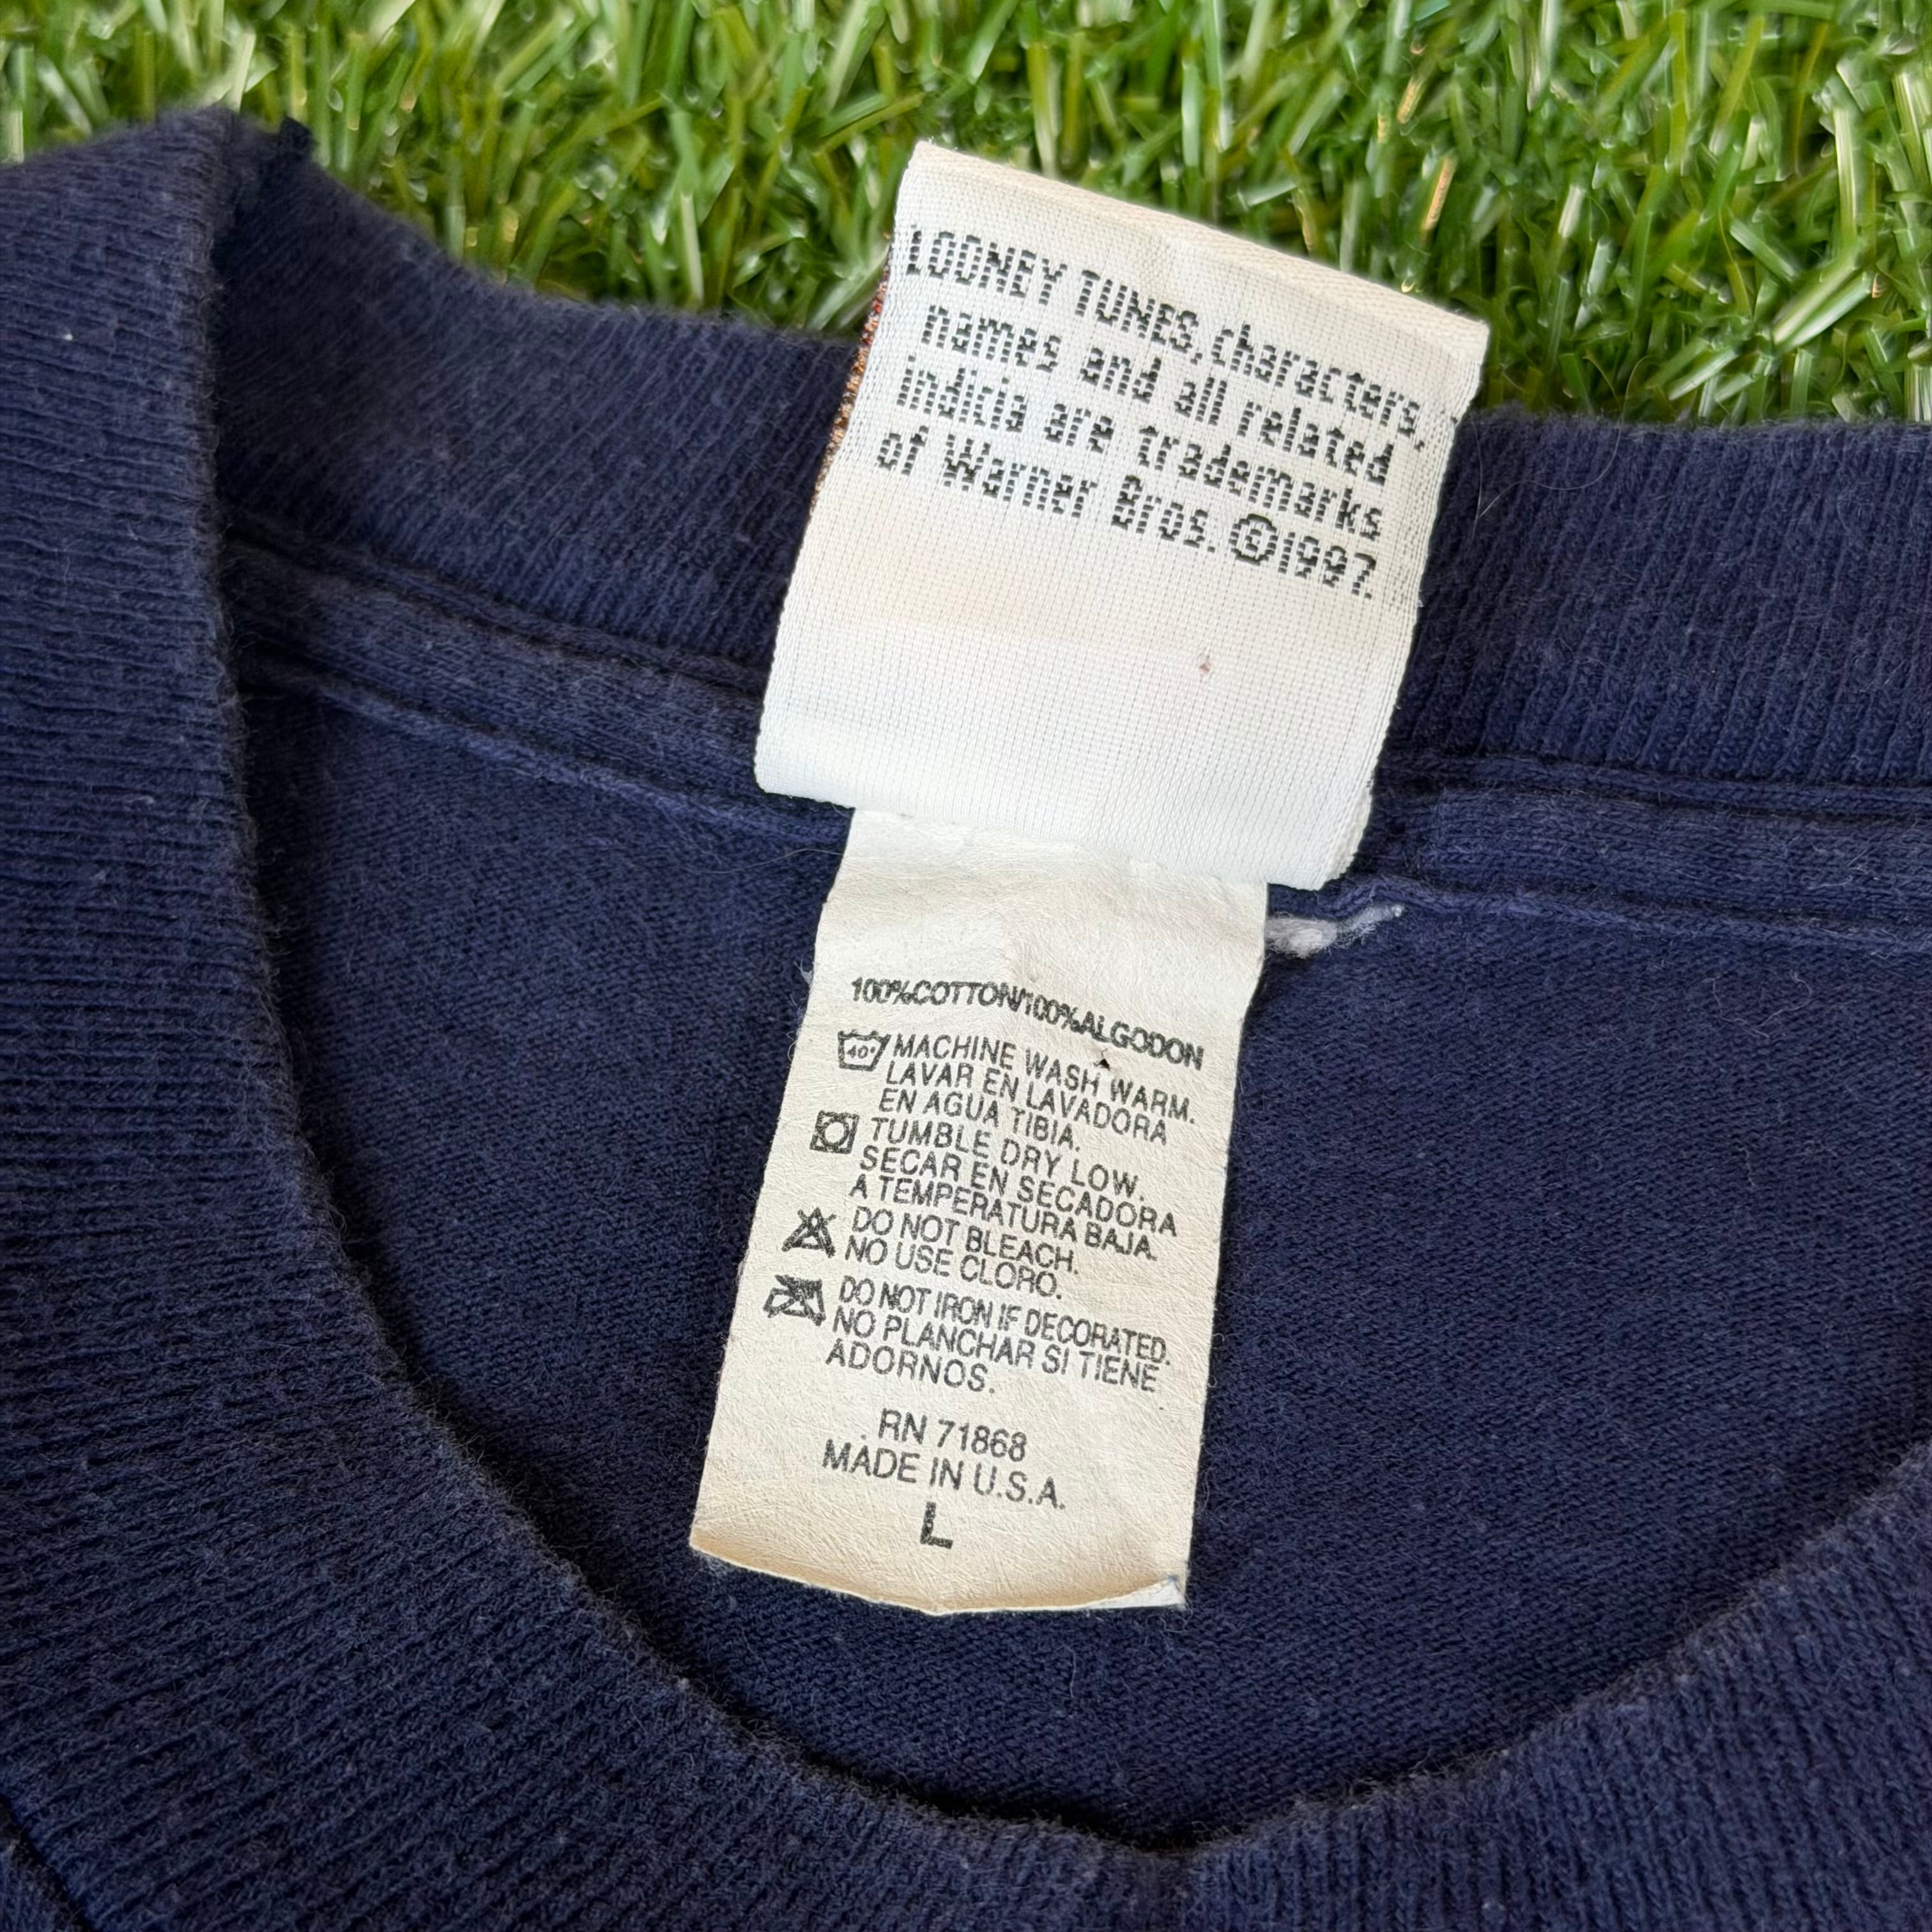 LOONEY TUNES, characters,
names and all related
indicia are trademarks
of Warner Bros. ©1997.
100%COTTON/100%ALGODON
40° MACHINE WASH WARM.
LAVAR EN LAVADORA
EN AGUA TIBIA.
TUMBLE DRY LOW.
SECAR EN SECADORA
A TEMPERATURA BAJA.
DO NOT BLEACH.
NO USE CLORO.
DO NOT IRON IF DECORATED.
NO PLANCHAR SI TIENE
ADORNOS.
RN 71868
MADE IN U.S.A.
L